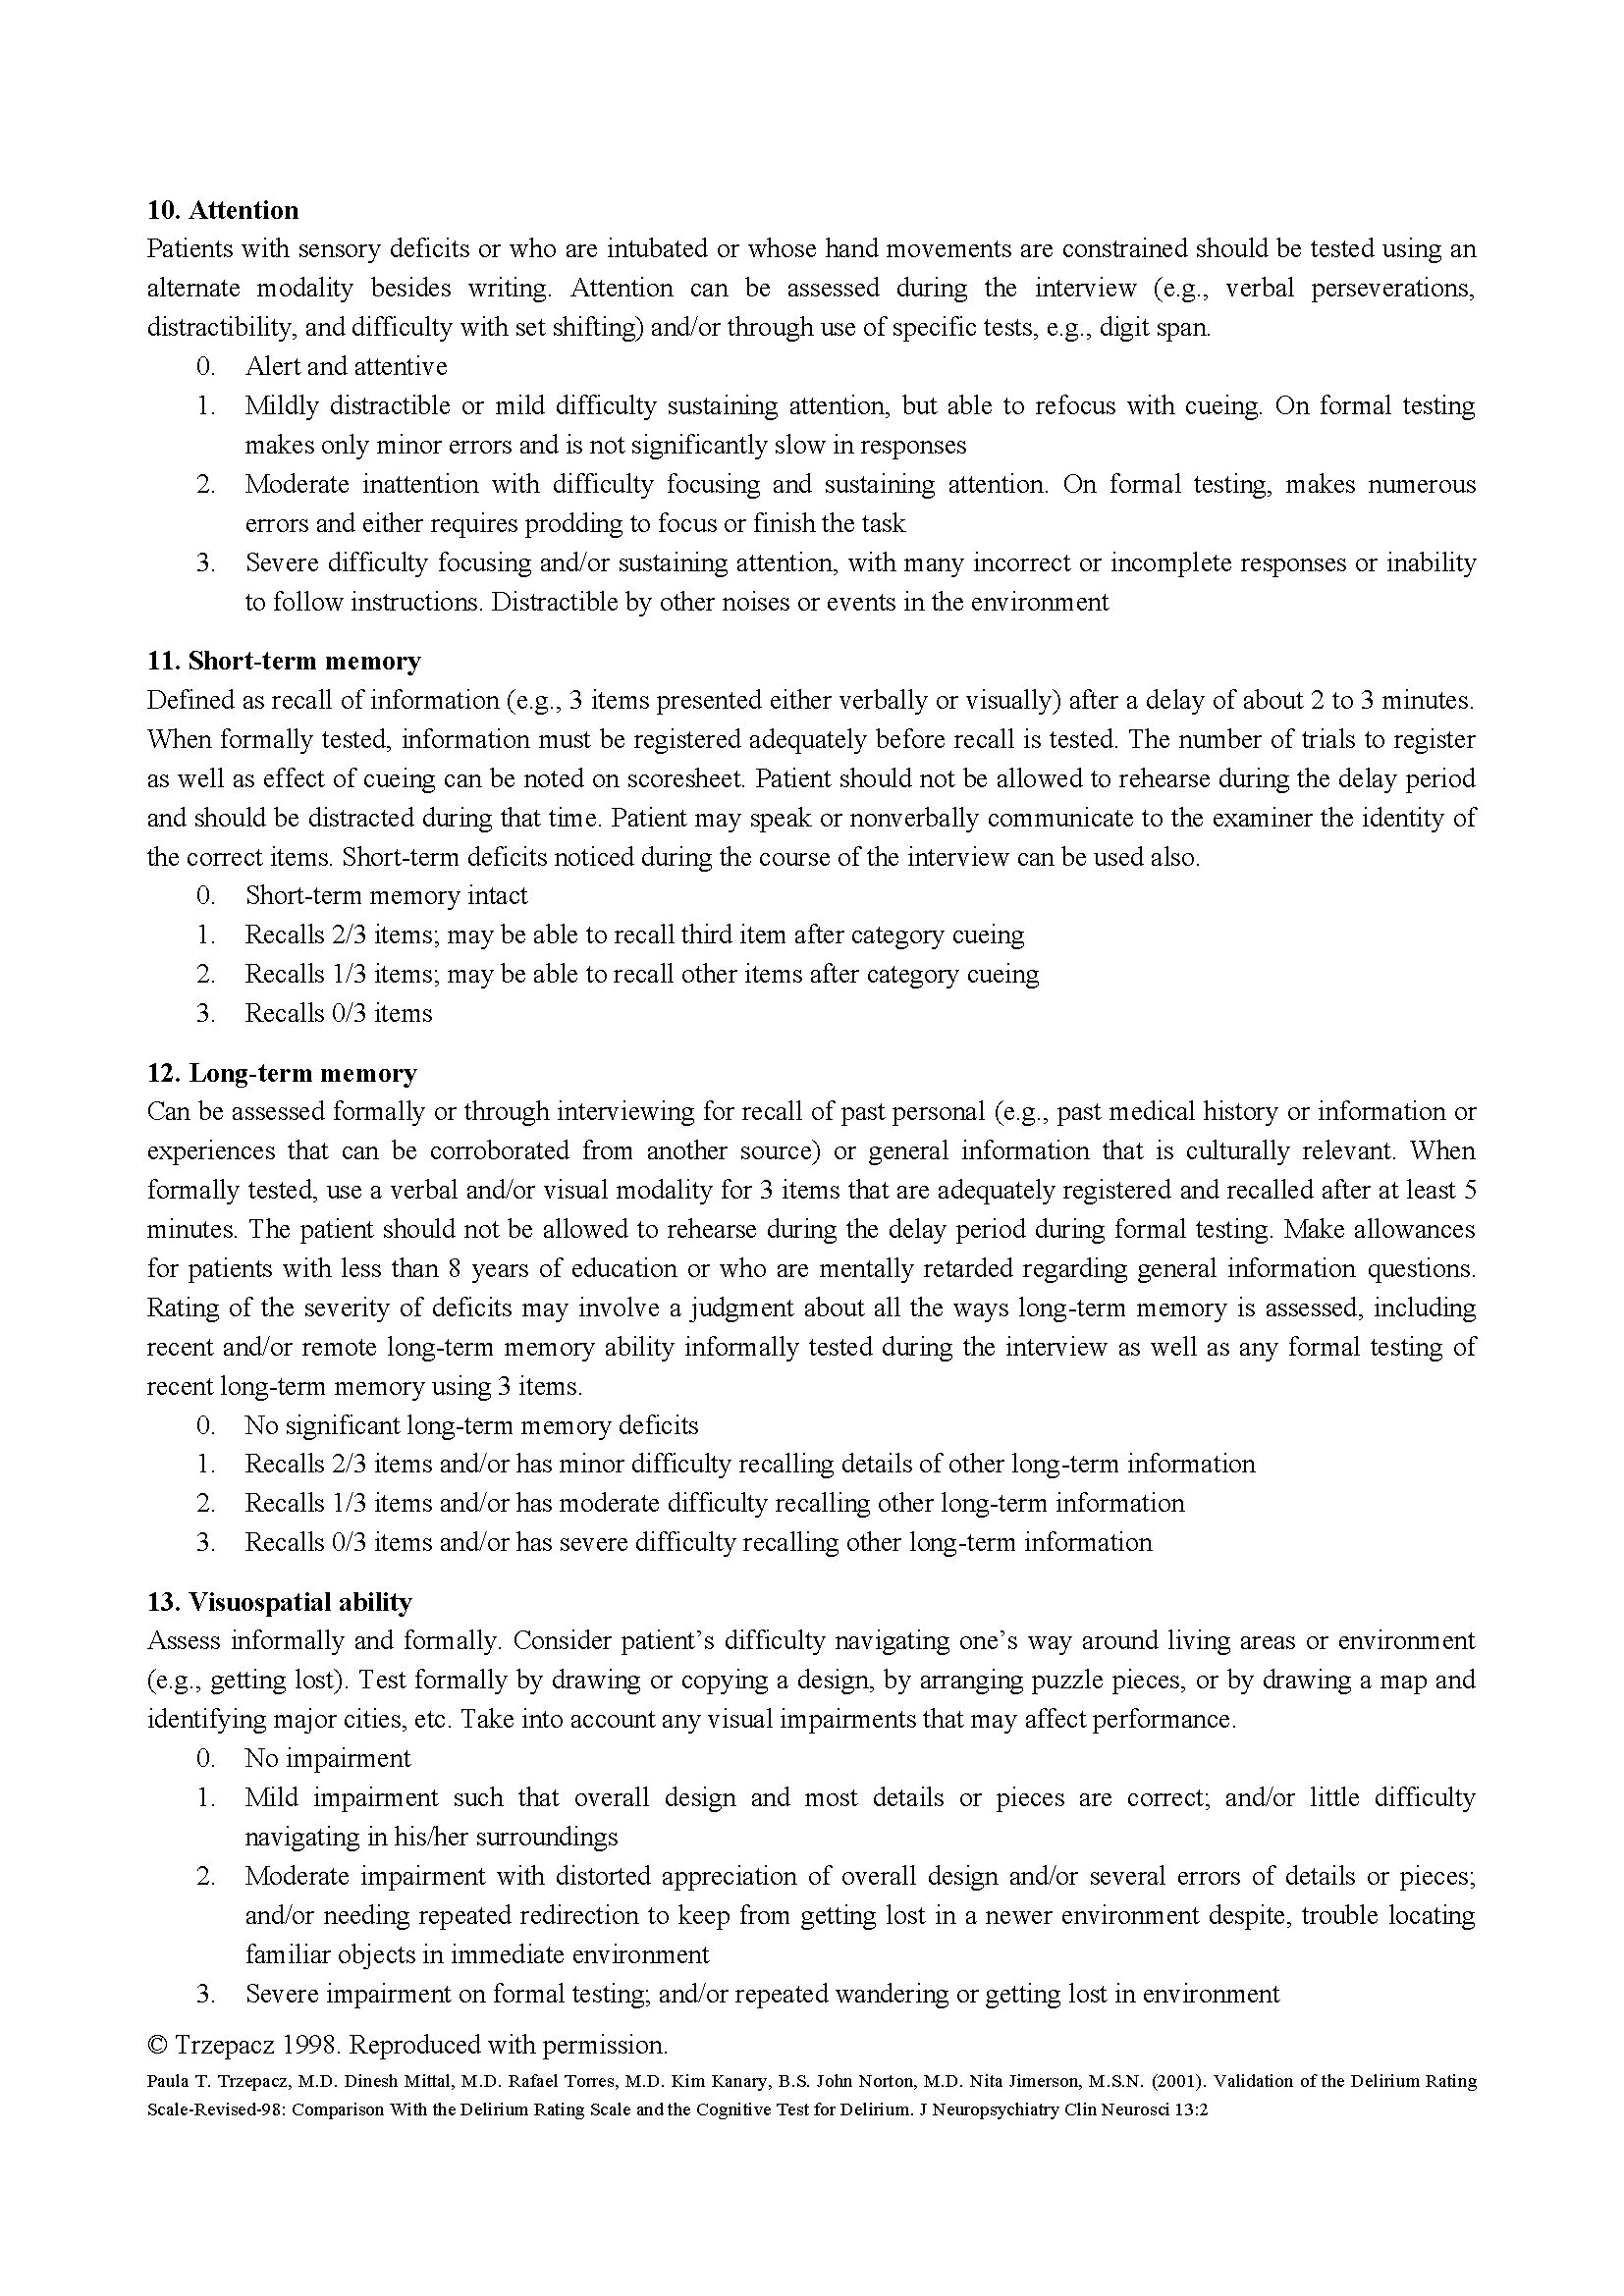 10. Attention
Patients with sensory deficits or who are intubated or whose hand movements are constrained should be tested using an
alternate modality besides writing. Attention can be assessed during the interview (e.g., verbal perseverations,
distractibility, and difficulty with set shifting) and/or through use of specific tests, e.g., digit span.
0. Alert and attentive
1. Mildly distractible or mild difficulty sustaining attention, but able to refocus with cueing. On formal testing
makes only minor errors and is not significantly slow in responses
2. Moderate inattention with difficulty focusing and sustaining attention. On formal testing, makes numerous
errors and either requires prodding to focus or finish the task
3. Severe difficulty focusing and/or sustaining attention, with many incorrect or incomplete responses or inability
to follow instructions. Distractible by other noises or events in the environment
11. Short-term memory
Defined as recall of information (e.g., 3 items presented either verbally or visually) after a delay of about 2 to 3 minutes.
When formally tested, information must be registered adequately before recall is tested. The number of trials to register
as well as effect of cueing can be noted on scoresheet. Patient should not be allowed to rehearse during the delay period
and should be distracted during that time. Patient may speak or nonverbally communicate to the examiner the identity of
the correct items. Short-term deficits noticed during the course of the interview can be used also.
0. Short-term memory intact
1. Recalls 2/3 items; may be able to recall third item after category cueing
2. Recalls 1/3 items; may be able to recall other items after category cueing
3. Recalls 0/3 items
12. Long-term memory
Can be assessed formally or through interviewing for recall of past personal (e.g., past medical history or information or
experiences that can be corroborated from another source) or general information that is culturally relevant. When
formally tested, use a verbal and/or visual modality for 3 items that are adequately registered and recalled after at least 5
minutes. The patient should not be allowed to rehearse during the delay period during formal testing. Make allowances
for patients with less than 8 years of education or who are mentally retarded regarding general information questions.
Rating of the severity of deficits may involve a judgment about all the ways long-term memory is assessed, including
recent and/or remote long-term memory ability informally tested during the interview as well as any formal testing of
recent long-term memory using 3 items.
0. No significant long-term memory deficits
1. Recalls 2/3 items and/or has minor difficulty recalling details of other long-term information
2. Recalls 1/3 items and/or has moderate difficulty recalling other long-term information
3. Recalls 0/3 items and/or has severe difficulty recalling other long-term information
13. Visuospatial ability
Assess informally and formally. Consider patient’s difficulty navigating one’s way around living areas or environment
(e.g., getting lost). Test formally by drawing or copying a design, by arranging puzzle pieces, or by drawing a map and
identifying major cities, etc. Take into account any visual impairments that may affect performance.
0. No impairment
1. Mild impairment such that overall design and most details or pieces are correct; and/or little difficulty
navigating in his/her surroundings
2. Moderate impairment with distorted appreciation of overall design and/or several errors of details or pieces;
and/or needing repeated redirection to keep from getting lost in a newer environment despite, trouble locating
familiar objects in immediate environment
3. Severe impairment on formal testing; and/or repeated wandering or getting lost in environment
© Trzepacz 1998. Reproduced with permission.
Paula T. Trzepacz, M.D. Dinesh Mittal, M.D. Rafael Torres, M.D. Kim Kanary, B.S. John Norton, M.D. Nita Jimerson, M.S.N. (2001). Validation of the Delirium Rating
Scale-Revised-98: Comparison With the Delirium Rating Scale and the Cognitive Test for Delirium. J Neuropsychiatry Clin Neurosci 13:2